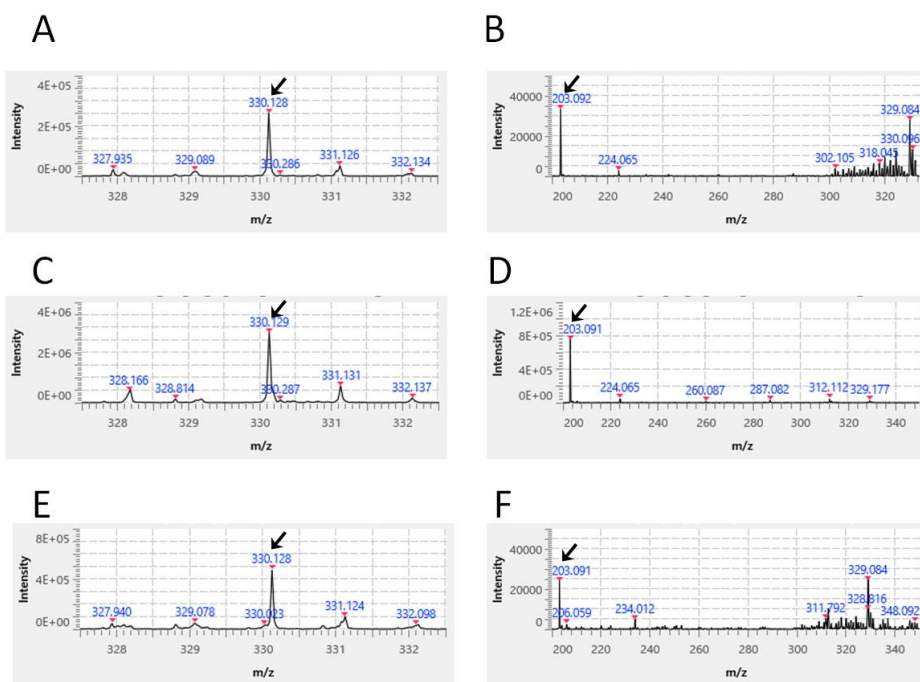 A
Intensity
4E+05
2E+05
0E+00
327.935
329.089
330.128
330.286
331.126
332.134
328
329
330
331
332
m/z
B
Intensity
40000
20000
0
203.092
224.065
302.105
318.045
329.084
330.096
200
220
240
260
280
300
320
m/z
C
Intensity
4E+06
2E+06
0E+00
328.166
328.814
330.129
330.287
331.131
332.137
328
329
330
331
332
m/z
D
Intensity
1.2E+06
8E+05
4E+05
0E+00
203.091
224.065
260.087
287.082
312.112
329.177
200
220
240
260
280
300
320
340
m/z
E
Intensity
8E+05
4E+05
0E+00
327.940
329.078
330.023
330.128
331.124
332.098
328
329
330
331
332
m/z
F
Intensity
40000
20000
0
203.091
206.059
234.012
311.792
329.084
328.816
348.092
200
220
240
260
280
300
320
340
m/z